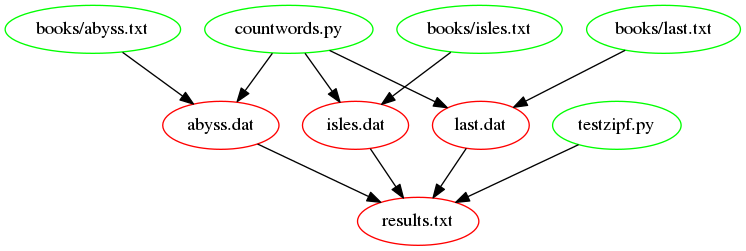 books/abyss.txt
countwords.py
books/isles.txt
books/last.txt
abyss.dat
isles.dat
last.dat
testzipf.py
results.txt